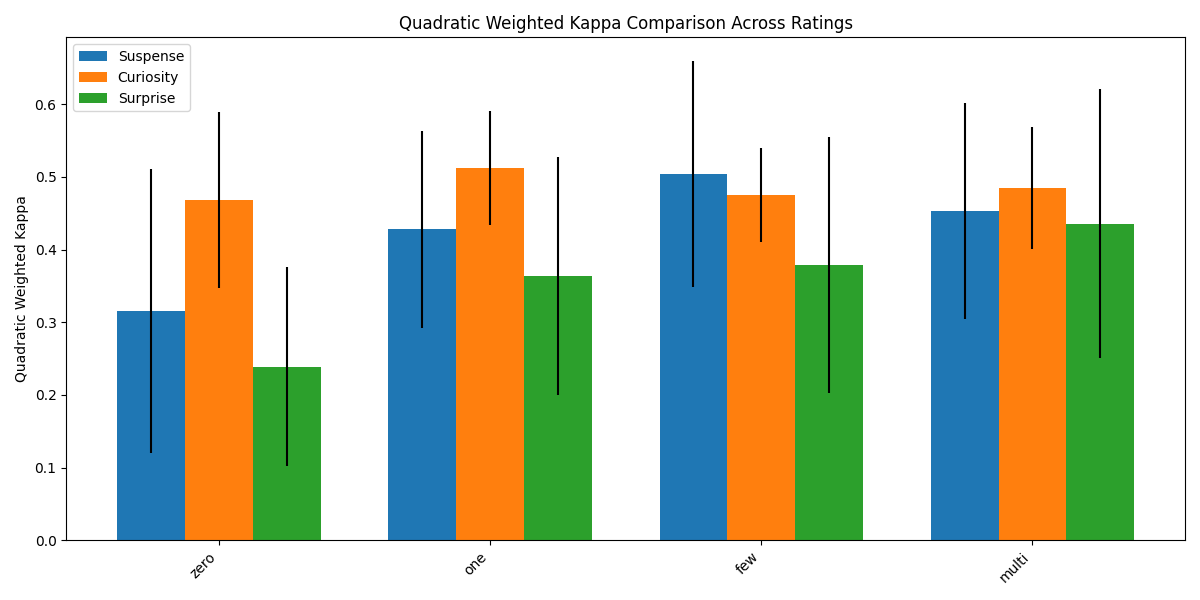 Quadratic Weighted Kappa Comparison Across Ratings
Suspense
Curiosity
Surprise
Quadratic Weighted Kappa
0.6
0.5
0.4
0.3
0.2
0.1
0.0
zero
one
few
multi